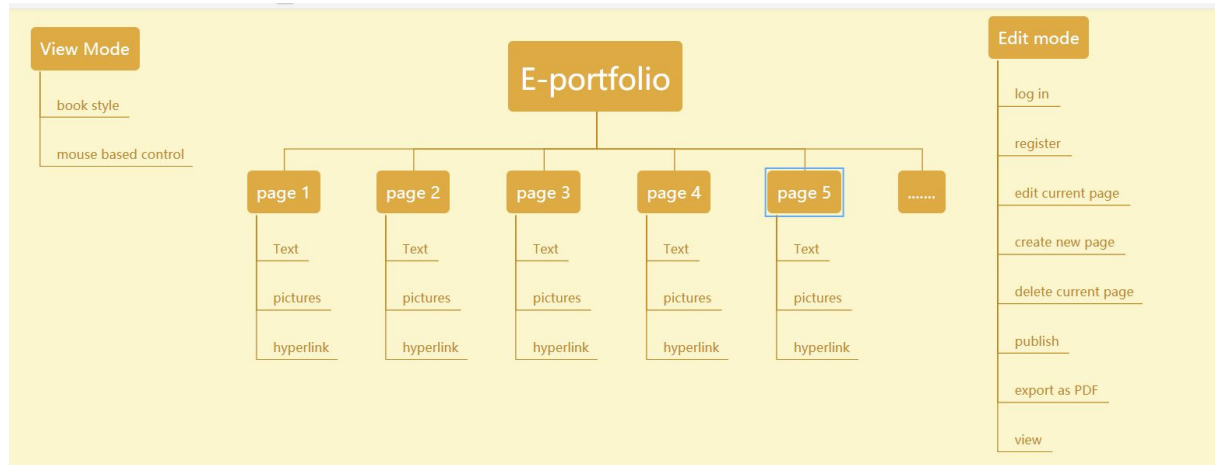 View Mode
book style
mouse based control
E-portfolio
page 1
Text
pictures
hyperlink
page 2
Text
pictures
hyperlink
page 3
Text
pictures
hyperlink
page 4
Text
pictures
hyperlink
page 5
Text
pictures
hyperlink
.......
Edit mode
log in
register
edit current page
create new page
delete current page
publish
export as PDF
view